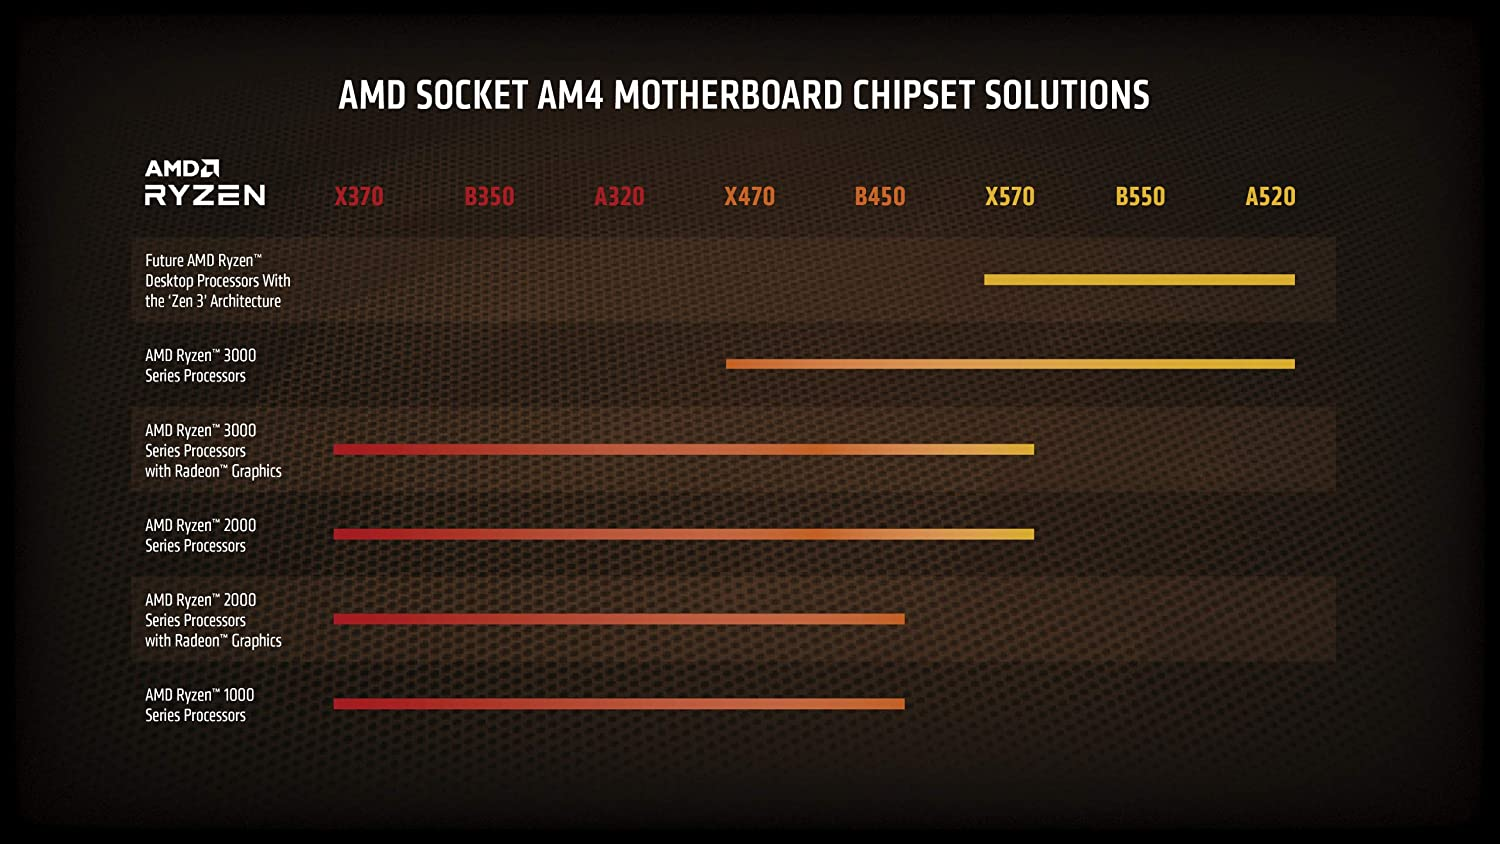 AMD SOCKET AM4 MOTHERBOARD CHIPSET SOLUTIONS
AMD
RYZEN
X370 B350 A320 X470 B450 X570 B550 A520
Future AMD Ryzen™
Desktop Processors With
the ‘Zen 3’ Architecture
AMD Ryzen™ 3000
Series Processors
AMD Ryzen™ 3000
Series Processors
with Radeon™ Graphics
AMD Ryzen™ 2000
Series Processors
AMD Ryzen™ 2000
Series Processors
with Radeon™ Graphics
AMD Ryzen™ 1000
Series Processors